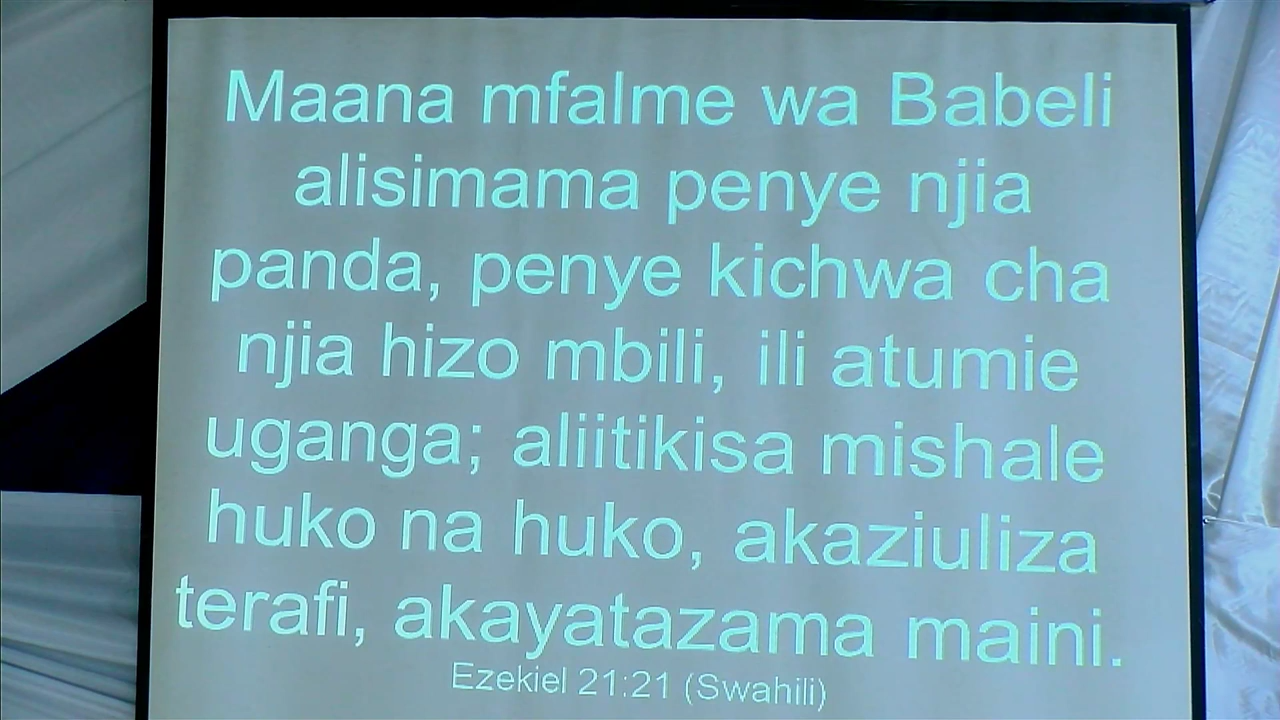 Maana mfalme wa Babeli
alisimama penye njia
panda, penye kichwa cha
njia hizo mbili, ili atumie
uganga; aliitikisa mishale
huko na huko, akaziuliza
terafi, akayatazama maini.
Ezekiel 21:21 (Swahili)